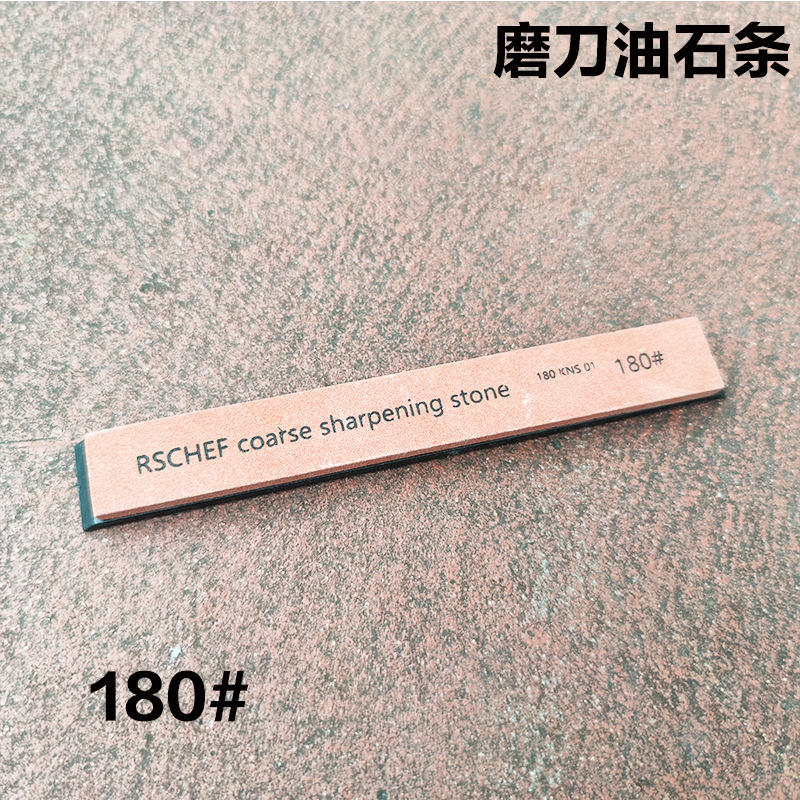 磨刀油石条
RSCHEF coarse sharpening stone 180 KNS 01 180#
180#